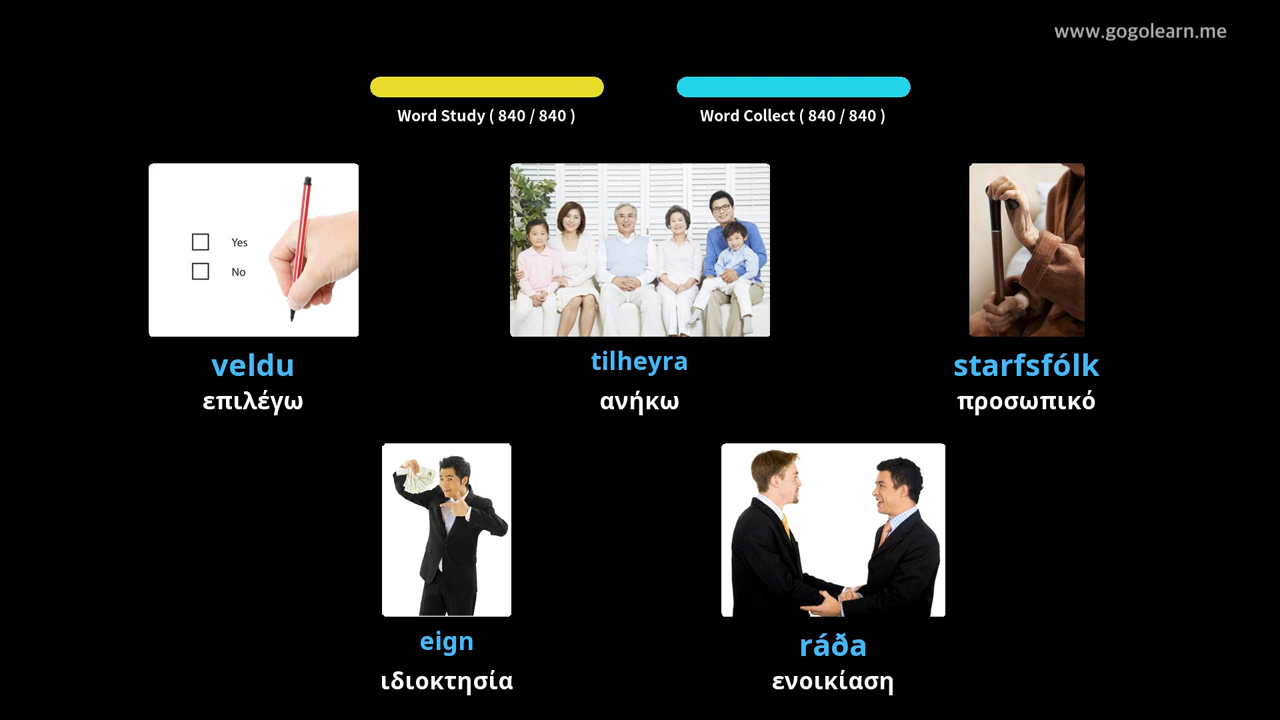 www.gogolearn.me
Word Study ( 840 / 840 )
Word Collect ( 840 / 840 )
Yes
No
veldu
επιλέγω
tilheyra
ανήκω
starfsfólk
προσωπικό
eign
ιδιοκτησία
ráða
ενοικίαση